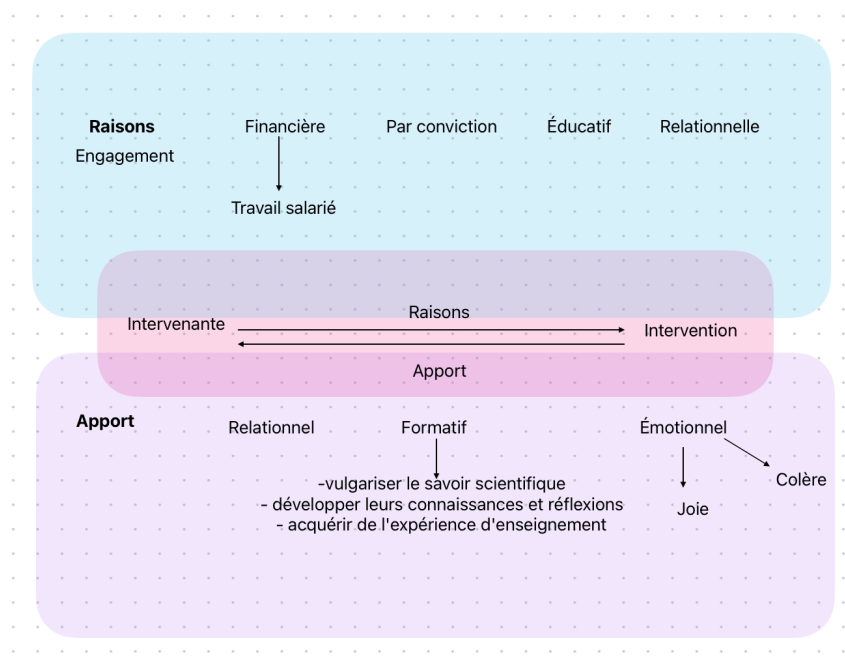 Raisons
Engagement
Financière
Par conviction
Éducatif
Relationnelle
Travail salarié
Raisons
Intervenante
Intervention
Apport
Apport
Relationnel
Formatif
Émotionnel
-vulgariser le savoir scientifique
- développer leurs connaissances et réflexions
- acquérir de l'expérience d'enseignement
Colère
Joie